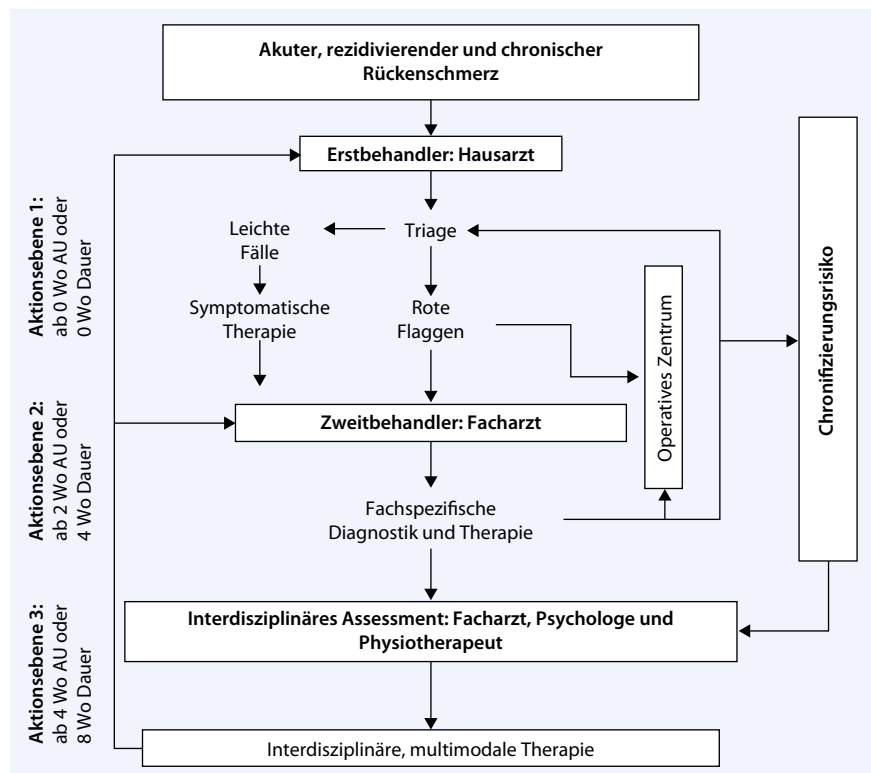 Akuter, rezidivierender und chronischer
Rückenschmerz
Erstbehandler: Hausarzt
Aktionsebene 1:
ab 0 Wo AU oder
0 Wo Dauer
Leichte
Fälle
Triage
Symptomatische
Therapie
Rote
Flaggen
Operatives Zentrum
Chronifizierungsrisiko
Aktionsebene 2:
ab 2 Wo AU oder
4 Wo Dauer
Zweitbehandler: Facharzt
Fachspezifische
Diagnostik und Therapie
Aktionsebene 3:
ab 4 Wo AU oder
8 Wo Dauer
Interdisziplinäres Assessment: Facharzt, Psychologe und
Physiotherapeut
Interdisziplinäre, multimodale Therapie